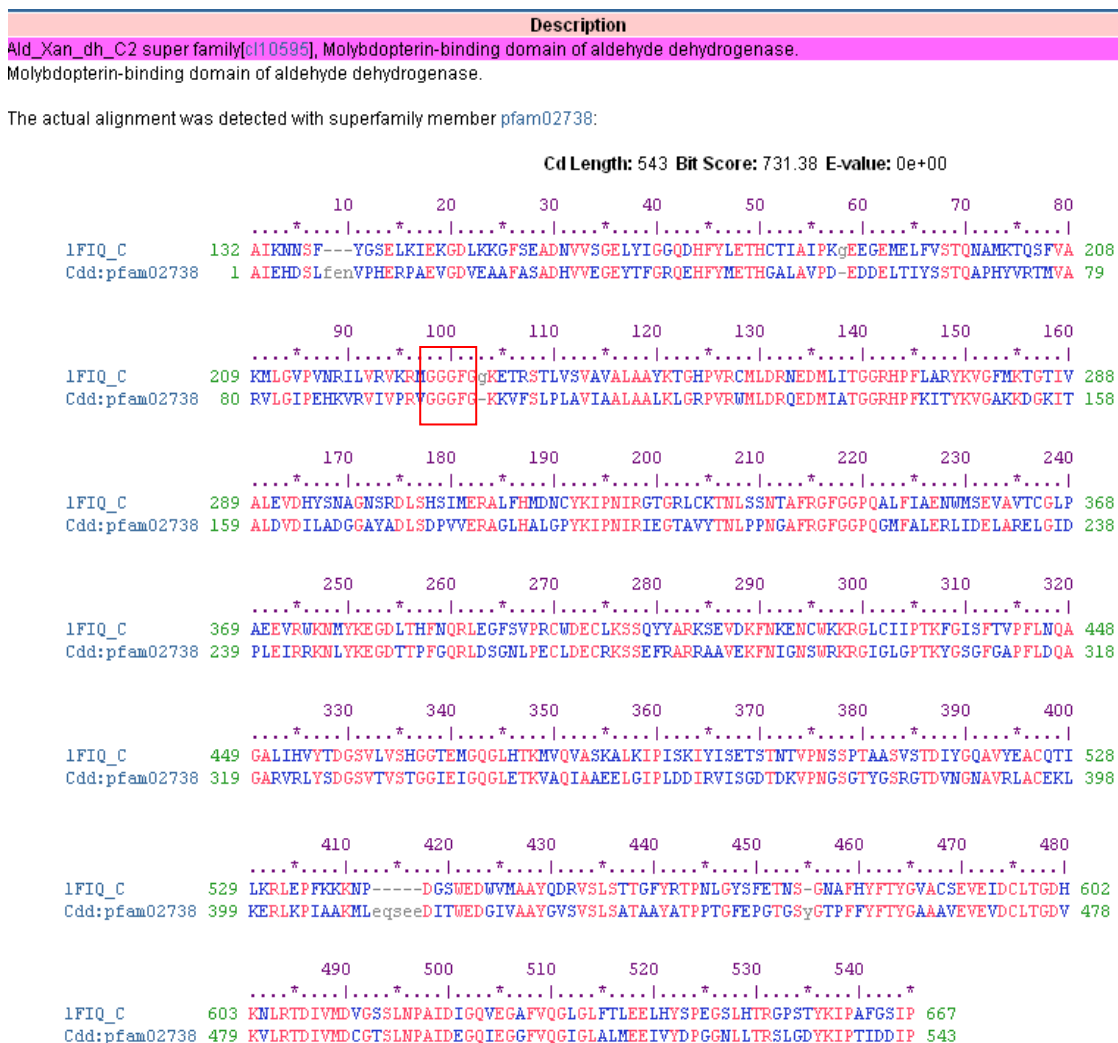 Description
Ald_Xan_dh_C2 super family[cl10595], Molybdopterin-binding domain of aldehyde dehydrogenase.
Molybdopterin-binding domain of aldehyde dehydrogenase.
The actual alignment was detected with superfamily member pfam02738:
Cd Length: 543 Bit Score: 731.38 E-value: 0e+00
10 20 30 40 50 60 70 80
....*....|....*....|....*....|....*....|....*....|....*....|....*....|....*....|
1FIQ_C 132 AIKNNSF---YGSELKIEKGDLKKGFSEADNVVSGELYIGGQDHFYLETHCTIAIPKgEEGEMELFVSTQNAMKTQSFVA 208
Cdd:pfam02738 1 AIEHDSLfenVPHERPAEVGDVEAAFASADHVVEGEYTFGRQEHFYMETHGALAVPD-EDDELTIYSSTQAPHYVRTMVA 79
90 100 110 120 130 140 150 160
....*....|....*....|....*....|....*....|....*....|....*....|....*....|....*....|
1FIQ_C 209 KMLGVPVNRILVRVKRMGGGFGgKETRSTLVSVAVALAAYKTGHPVRCMLDRNEDMLITGGRHPFLARYKVGFMKTGTIV 288
Cdd:pfam02738 80 RVLGIPEHKVRVIVPRVGGGFG-KKVFSLPLAVIAALAALKLGRPVRWMLDRQEDMIATGGRHPFKITYKVGAKKDGKIT 158
170 180 190 200 210 220 230 240
....*....|....*....|....*....|....*....|....*....|....*....|....*....|....*....|
1FIQ_C 289 ALEVDHYSNAGNSRDLSHSIMERALFHMDNCYKIPNIRGTGRLCKTNLSSNTAFRGFGGPQALFIAENWMSEVAVTCGLP 368
Cdd:pfam02738 159 ALDVDILADGGAYADLSDPVVERAGLHALGPYKIPNIRIEGTAVYTNLPPNGAFRGFGGPQGMFALERLIDELARELGID 238
250 260 270 280 290 300 310 320
....*....|....*....|....*....|....*....|....*....|....*....|....*....|....*....|
1FIQ_C 369 AEEVRWKNMYKEGDLTHFNQRLEGFSVPRCWDECLKSSQYYARKSEVDKFNKENCWKKRGLCIIPTKFGISFTVPFLNQA 448
Cdd:pfam02738 239 PLEIRRKNLYKEGDTTPFGQRLDSGNLPECLDECRKSSEFRARRAAVEKFNIGNSWRKRGIGLGPTKYGSGFGAPFLDQA 318
330 340 350 360 370 380 390 400
....*....|....*....|....*....|....*....|....*....|....*....|....*....|....*....|
1FIQ_C 449 GALIHVYTDGSVLVSHGGTEMGQGLHTKMVQVASKALKIPISKIYISETSTNTVPNSSPTAASVSTDIYGQAVYEACQTI 528
Cdd:pfam02738 319 GARVRLYSDGSVTVSTGGIEIGQGLETKVAQIAAEELGIPLDDIRVISGDTDKVPNGSGTYGSRGTDVNGNAVRLACEKL 398
410 420 430 440 450 460 470 480
....*....|....*....|....*....|....*....|....*....|....*....|....*....|....*....|
1FIQ_C 529 LKRLEPFKKKNP-----DGSWEDWVMAAYQDRVSLSTTGFYRTPNLGYSFETNS-GNAFHYFTYGVACSEVEIDCLTGDH 602
Cdd:pfam02738 399 KERLKPIAAKMLeqseeDITWEDGIVAAYGVSVSLSATAAYATPPTGFEPGTGSyGTPFFYFTYGAAAVEVEVDCLTGDV 478
490 500 510 520 530 540
....*....|....*....|....*....|....*....|....*....|....*....|....*
1FIQ_C 603 KNLRTDIVMDVGSSLNPAIDIGQVEGAFVQGLGLFTLEELHYSPEGSLHTRGPSTYKIPAFGSIP 667
Cdd:pfam02738 479 KVLRTDIVMDCGTSLNPAIDEGQIEGGFVQGIGLALMEEIVYDPGGNLLTRSLGDYKIPTIDDIP 543